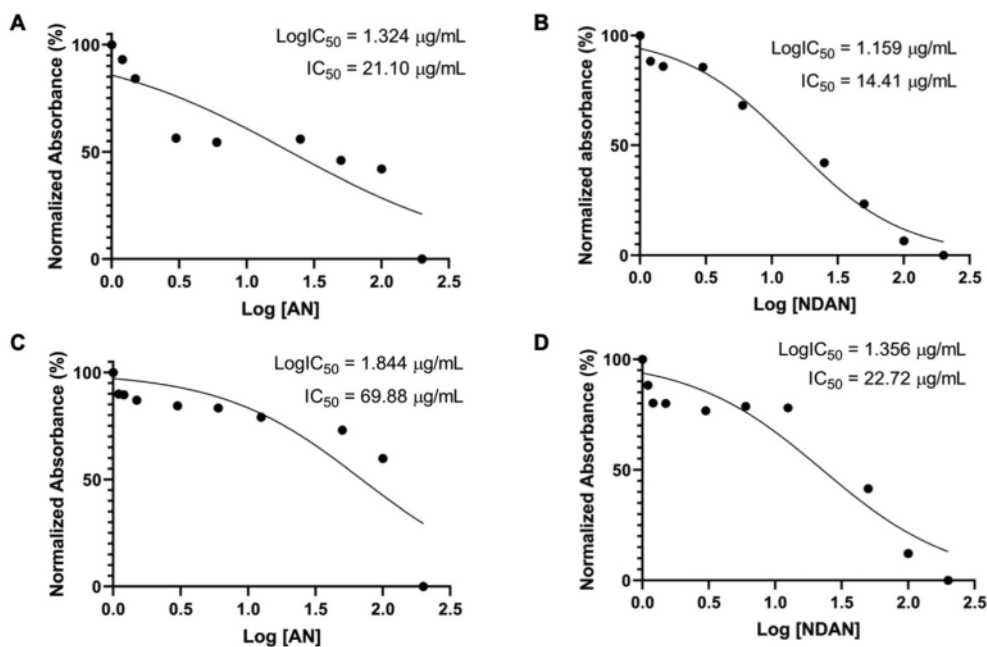 A
LogIC50 = 1.324 µg/mL
IC50 = 21.10 µg/mL
Normalized Absorbance (%)
100
50
0
0.0 0.5 1.0 1.5 2.0 2.5
Log [AN]
B
LogIC50 = 1.159 µg/mL
IC50 = 14.41 µg/mL
Normalized absorbance (%)
100
50
0
0.0 0.5 1.0 1.5 2.0 2.5
Log [NDAN]
C
LogIC50 = 1.844 µg/mL
IC50 = 69.88 µg/mL
Normalized Absorbance (%)
100
50
0
0.0 0.5 1.0 1.5 2.0 2.5
Log [AN]
D
LogIC50 = 1.356 µg/mL
IC50 = 22.72 µg/mL
Normalized Absorbance (%)
100
50
0
0.0 0.5 1.0 1.5 2.0 2.5
Log [NDAN]